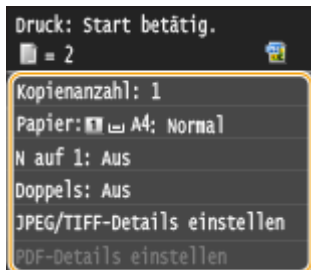 Druck: Start betätig.
= 2
Kopienanzahl: 1
Papier: 1 A4: Normal
N auf 1: Aus
Doppels: Aus
JPEG/TIFF-Details einstellen
PDF-Details einstellen